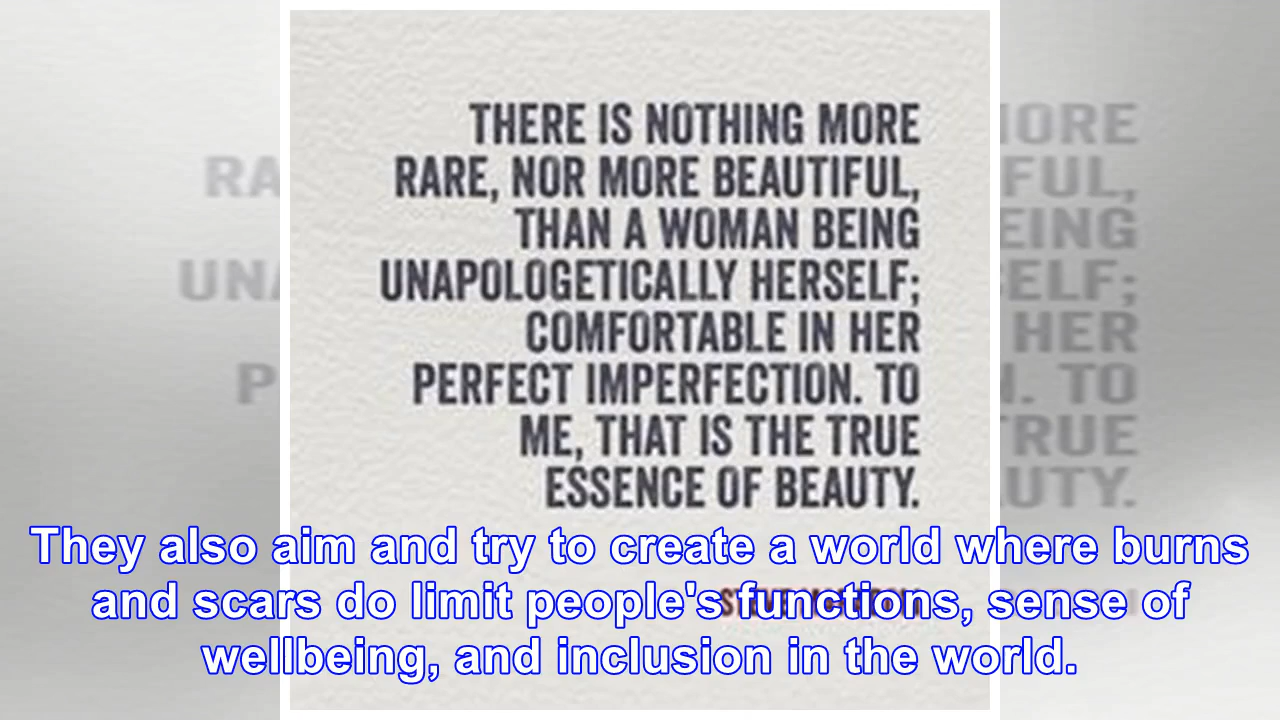 THERE IS NOTHING MORE
RARE, NOR MORE BEAUTIFUL,
THAN A WOMAN BEING
UNAPOLOGETICALLY HERSELF;
COMFORTABLE IN HER
PERFECT IMPERFECTION. TO
ME, THAT IS THE TRUE
ESSENCE OF BEAUTY.
They also aim and try to create a world where burns
and scars do limit people's functions, sense of
wellbeing, and inclusion in the world.